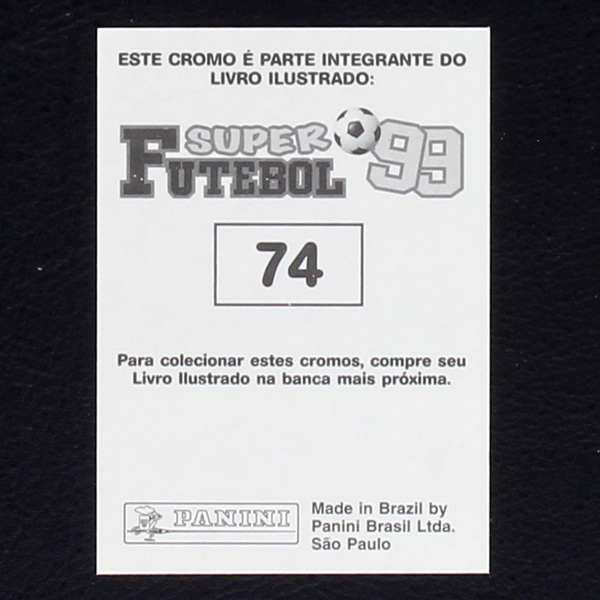 ESTE CROMO É PARTE INTEGRANTE DO
LIVRO ILUSTRADO:
SUPER
FUTEBOL 99
74
Para colecionar estes cromos, compre seu
Livro Ilustrado na banca mais próxima.
PANINI
Made in Brazil by
Panini Brasil Ltda.
São Paulo